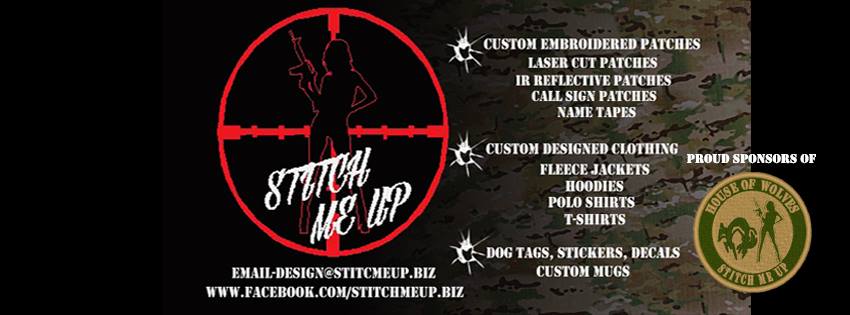 STITCH
ME UP
EMAIL-DESIGN@STITCMEUP.BIZ
WWW.FACEBOOK.COM/STITCHMEUP.BIZ
CUSTOM EMBROIDERED PATCHES
LASER CUT PATCHES
IR REFLECTIVE PATCHES
CALL SIGN PATCHES
NAME TAPES
CUSTOM DESIGNED CLOTHING
FLEECE JACKETS
HOODIES
POLO SHIRTS
T-SHIRTS
DOG TAGS, STICKERS, DECALS
CUSTOM MUGS
PROUD SPONSORS OF
HOUSE OF WOLVES
STITCH ME UP